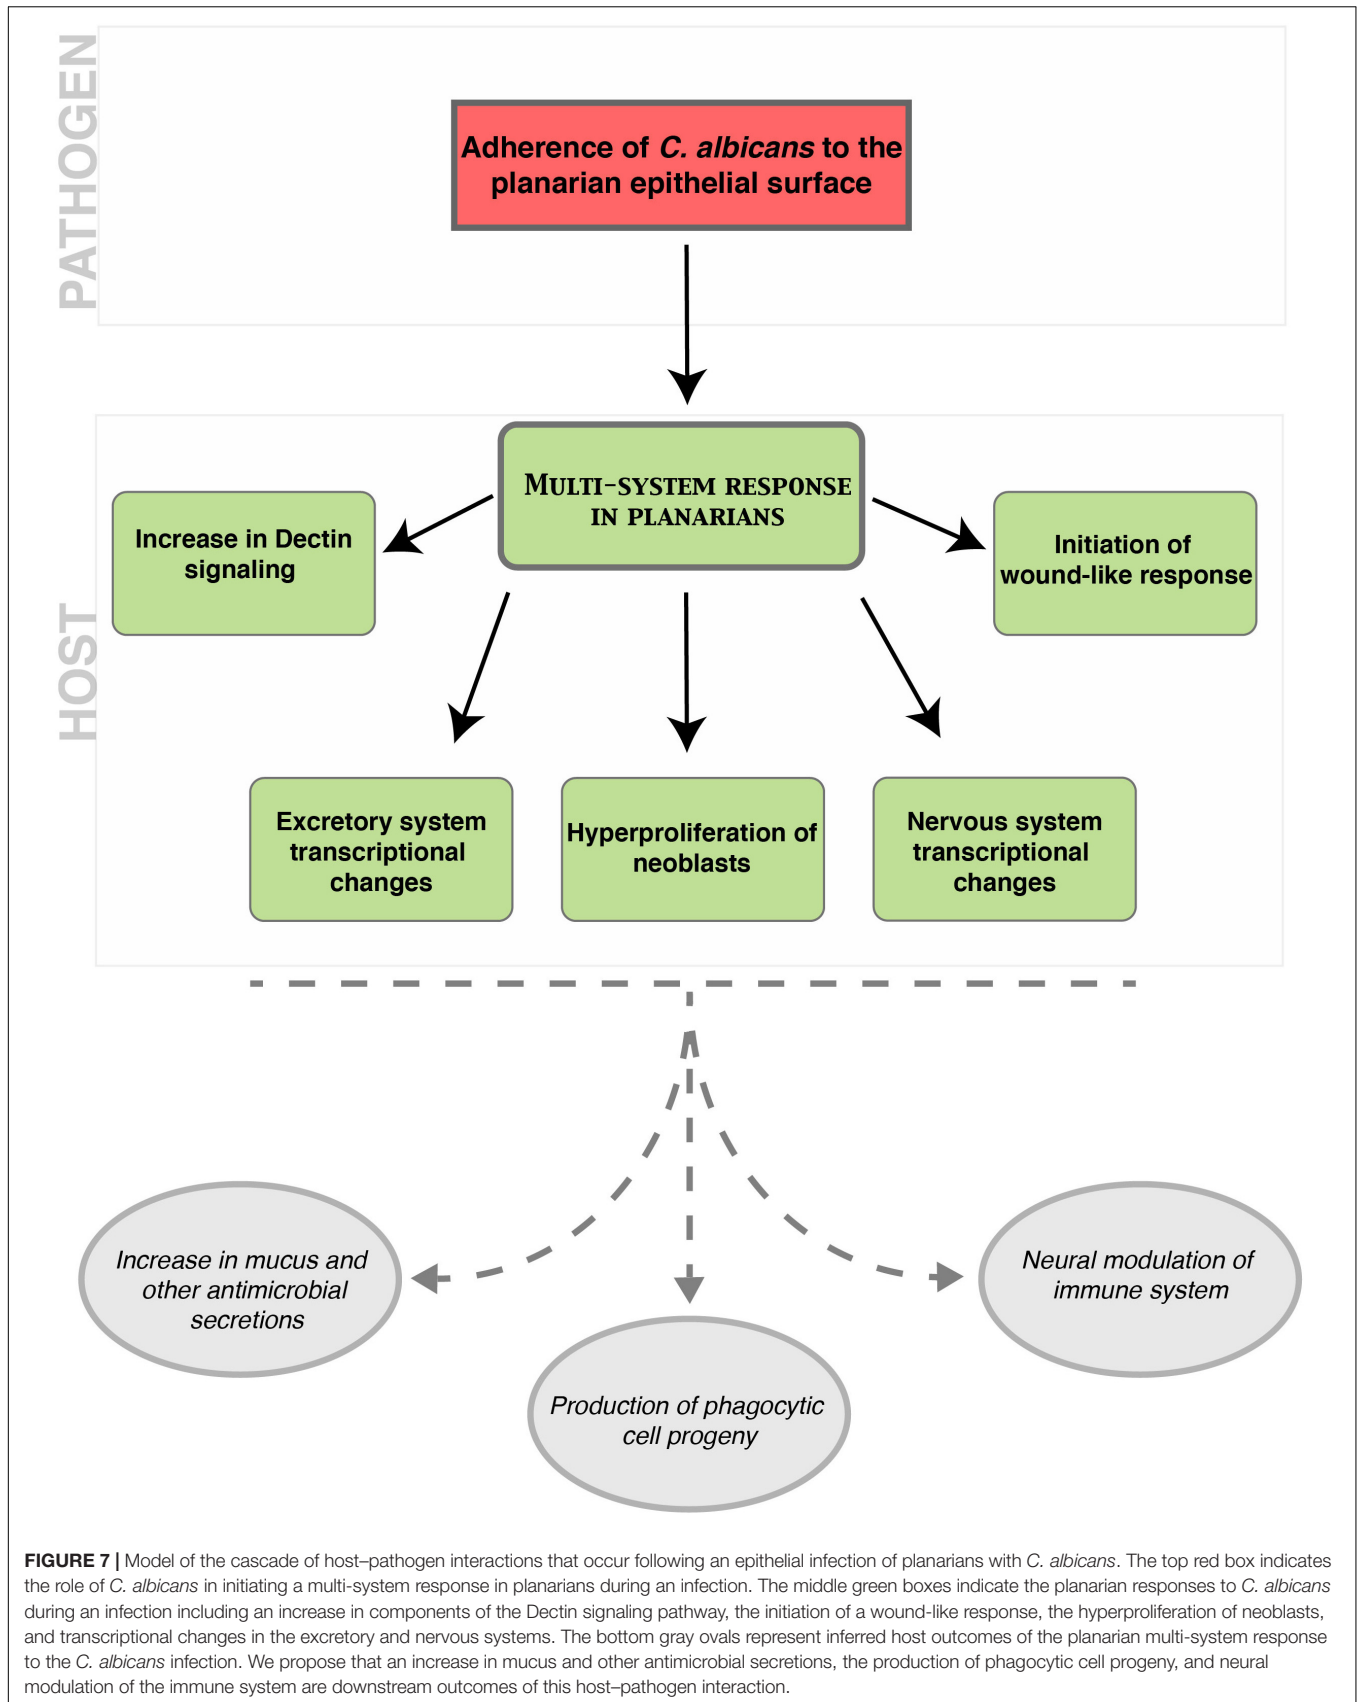 PATHOGEN
Adherence of C. albicans to the
planarian epithelial surface
HOST
MULTI-SYSTEM RESPONSE
IN PLANARIANS
Increase in Dectin
signaling
Initiation of
wound-like response
Excretory system
transcriptional
changes
Hyperproliferation of
neoblasts
Nervous system
transcriptional
changes
Increase in mucus and
other antimicrobial
secretions
Neural modulation of
immune system
Production of phagocytic
cell progeny
FIGURE 7 | Model of the cascade of host–pathogen interactions that occur following an epithelial infection of planarians with C. albicans. The top red box indicates
the role of C. albicans in initiating a multi-system response in planarians during an infection. The middle green boxes indicate the planarian responses to C. albicans
during an infection including an increase in components of the Dectin signaling pathway, the initiation of a wound-like response, the hyperproliferation of neoblasts,
and transcriptional changes in the excretory and nervous systems. The bottom gray ovals represent inferred host outcomes of the planarian multi-system response
to the C. albicans infection. We propose that an increase in mucus and other antimicrobial secretions, the production of phagocytic cell progeny, and neural
modulation of the immune system are downstream outcomes of this host–pathogen interaction.